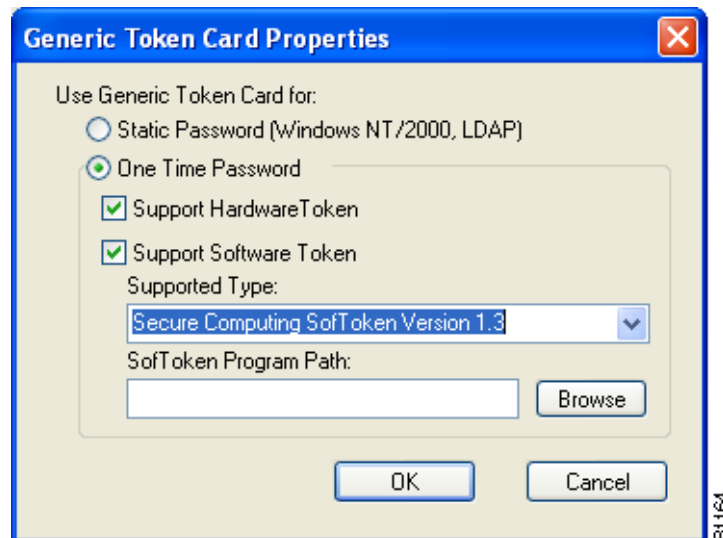 Generic Token Card Properties
Use Generic Token Card for:
Static Password (Windows NT/2000, LDAP)
One Time Password
Support HardwareToken
Support Software Token
Supported Type:
Secure Computing SofToken Version 1.3
SofToken Program Path:
Browse
OK
Cancel